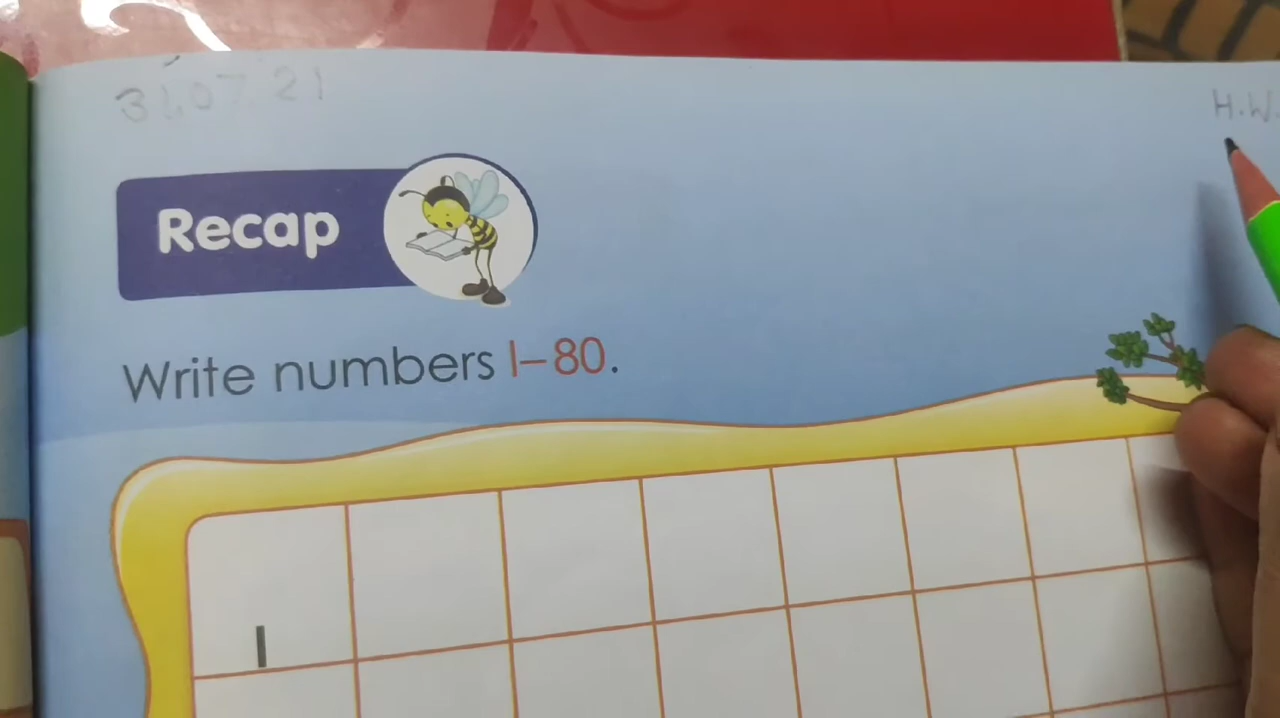 31.07.21
H.W.
Recap
Write numbers 1–80.
1